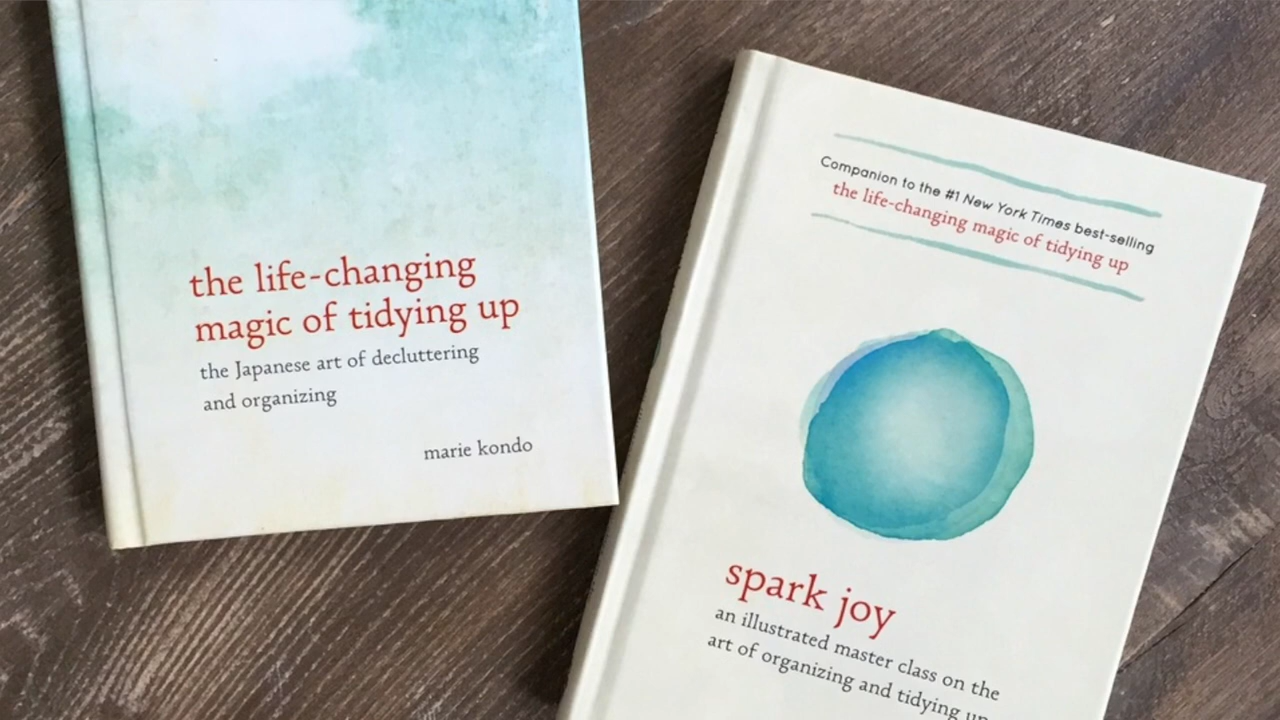 the life-changing
magic of tidying up
the Japanese art of decluttering
and organizing
marie kondo
Companion to the #1 New York Times best-selling
the life-changing magic of tidying up
spark joy
an illustrated master class on the
art of organizing and tidying up